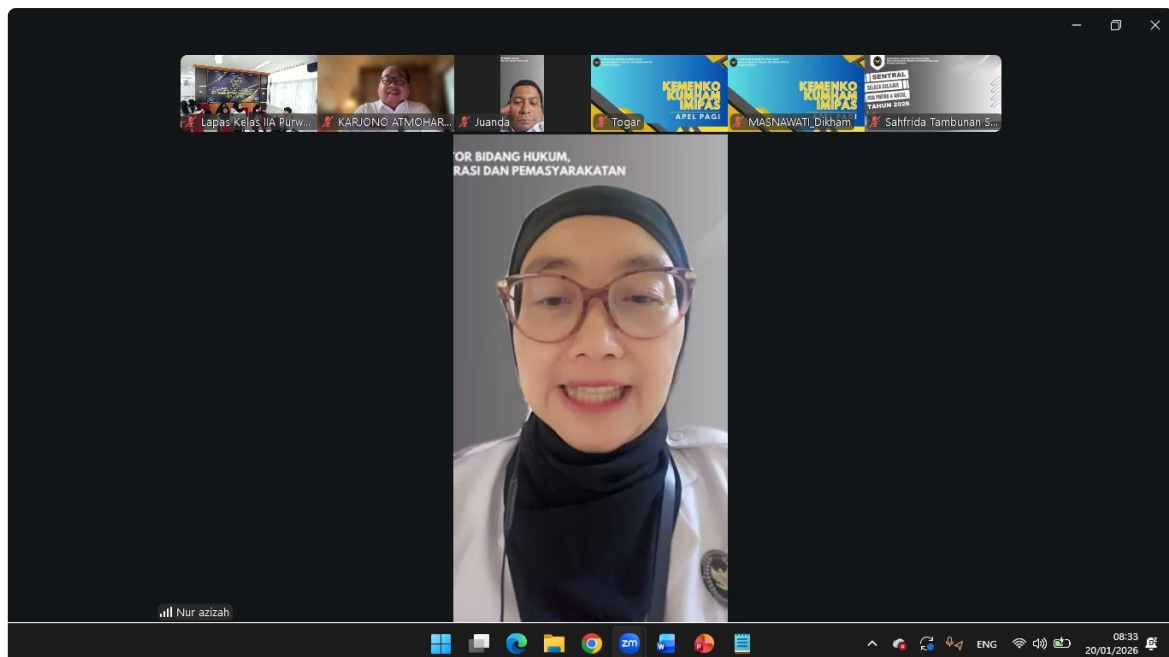 Lapas Kelas IIA Purw...
KARJONO ATMOHAR...
Juanda
KEMENKO
KUMHAM
IMIPAS
APEL PAGI
Togar
KEMENKO
KUMHAM
IMIPAS
MASNAWATI_Dikham
SENTRAL
TAHUN 2026
Sahfrida Tambunan S...
TOR BIDANG HUKUM,
RASI DAN PEMASYARAKATAN
Nur azizah
zm
ENG
08:33
20/01/2026